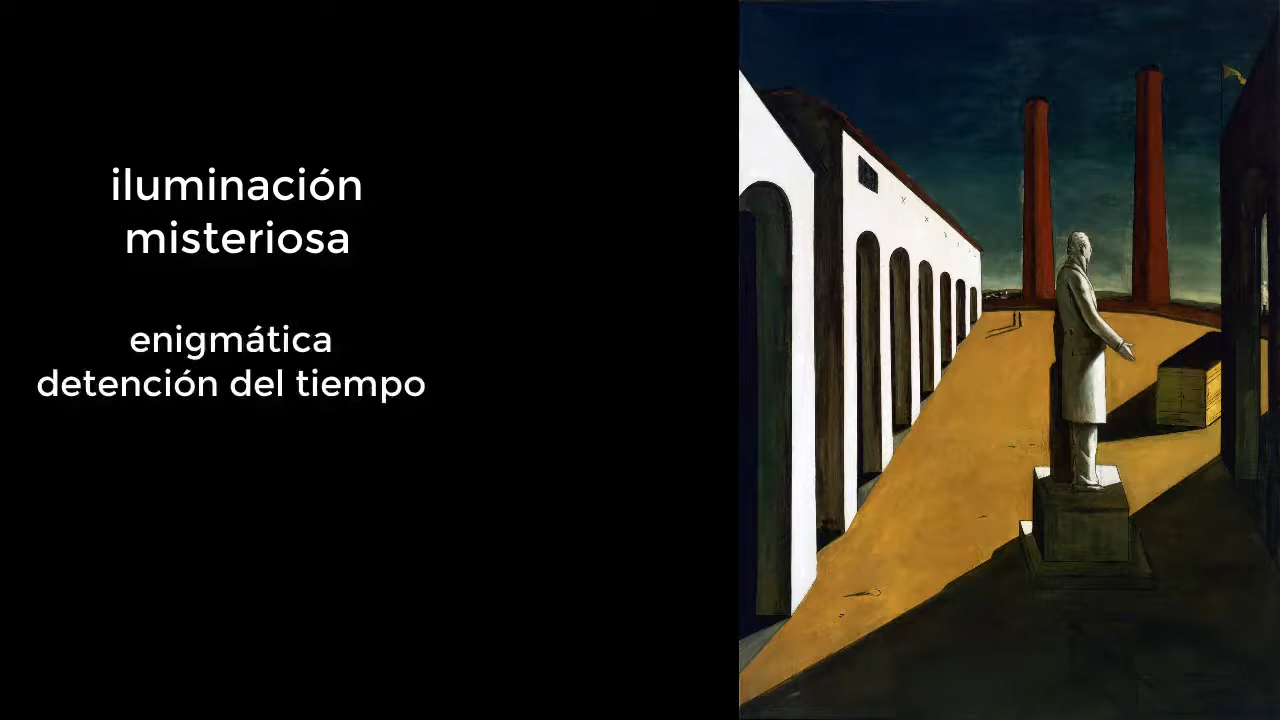 iluminación
misteriosa
enigmática
detención del tiempo